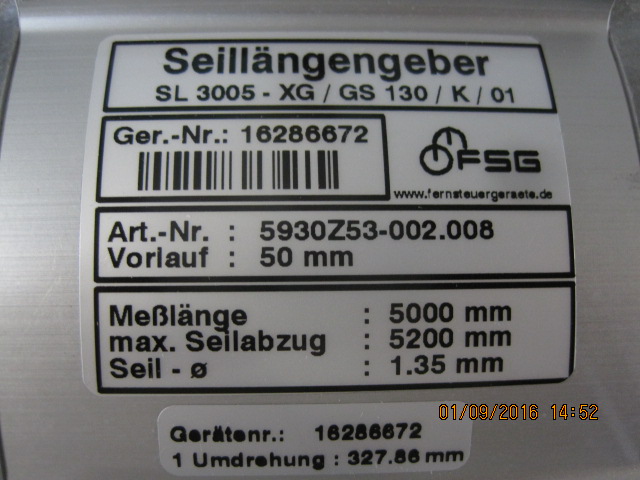 Seillängengeber
SL 3005 - XG / GS 130 / K / 01
Ger.-Nr.: 16286672
FSG
www.fernsteuergeraete.de
Art.-Nr. : 5930Z53-002.008
Vorlauf : 50 mm
Meßlänge : 5000 mm
max. Seilabzug : 5200 mm
Seil - ø : 1.35 mm
01/09/2016 14:52
Gerätenr.: 16286672
1 Umdrehung : 327.86 mm